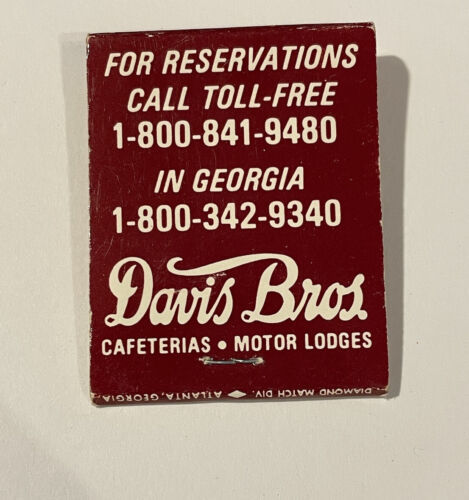 FOR RESERVATIONS
CALL TOLL-FREE
1-800-841-9480
IN GEORGIA
1-800-342-9340
Davis Bros.
CAFETERIAS • MOTOR LODGES
DIAMOND MATCH DIV. ATLANTA, GEORGIA,